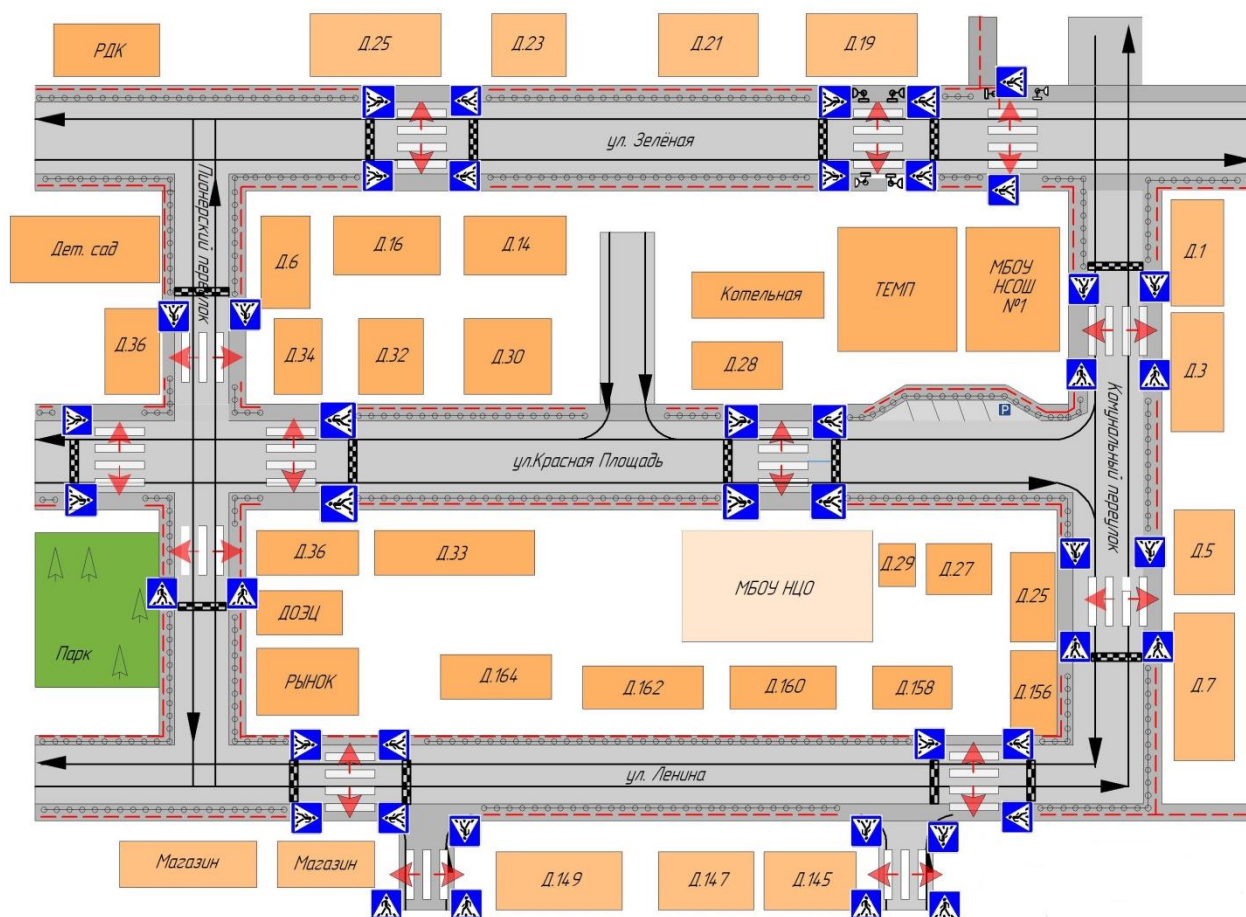 РДК
Д.25
Д.23
Д.21
Д.19
ул. Зелёная
Пионерский переулок
Дет. сад
Д.6
Д.16
Д.14
Котельная
ТЕМП
МБОУ
НСОШ
№1
Д.1
Д.36
Д.34
Д.32
Д.30
Д.28
Д.3
P
ул.Красная Площадь
Комунальный переулок
Д.36
Д.33
МБОУ НЦО
Д.29
Д.27
Д.25
Д.5
ДОЭЦ
Парк
РЫНОК
Д.164
Д.162
Д.160
Д.158
Д.156
Д.7
ул. Ленина
Магазин
Магазин
Д.149
Д.147
Д.145